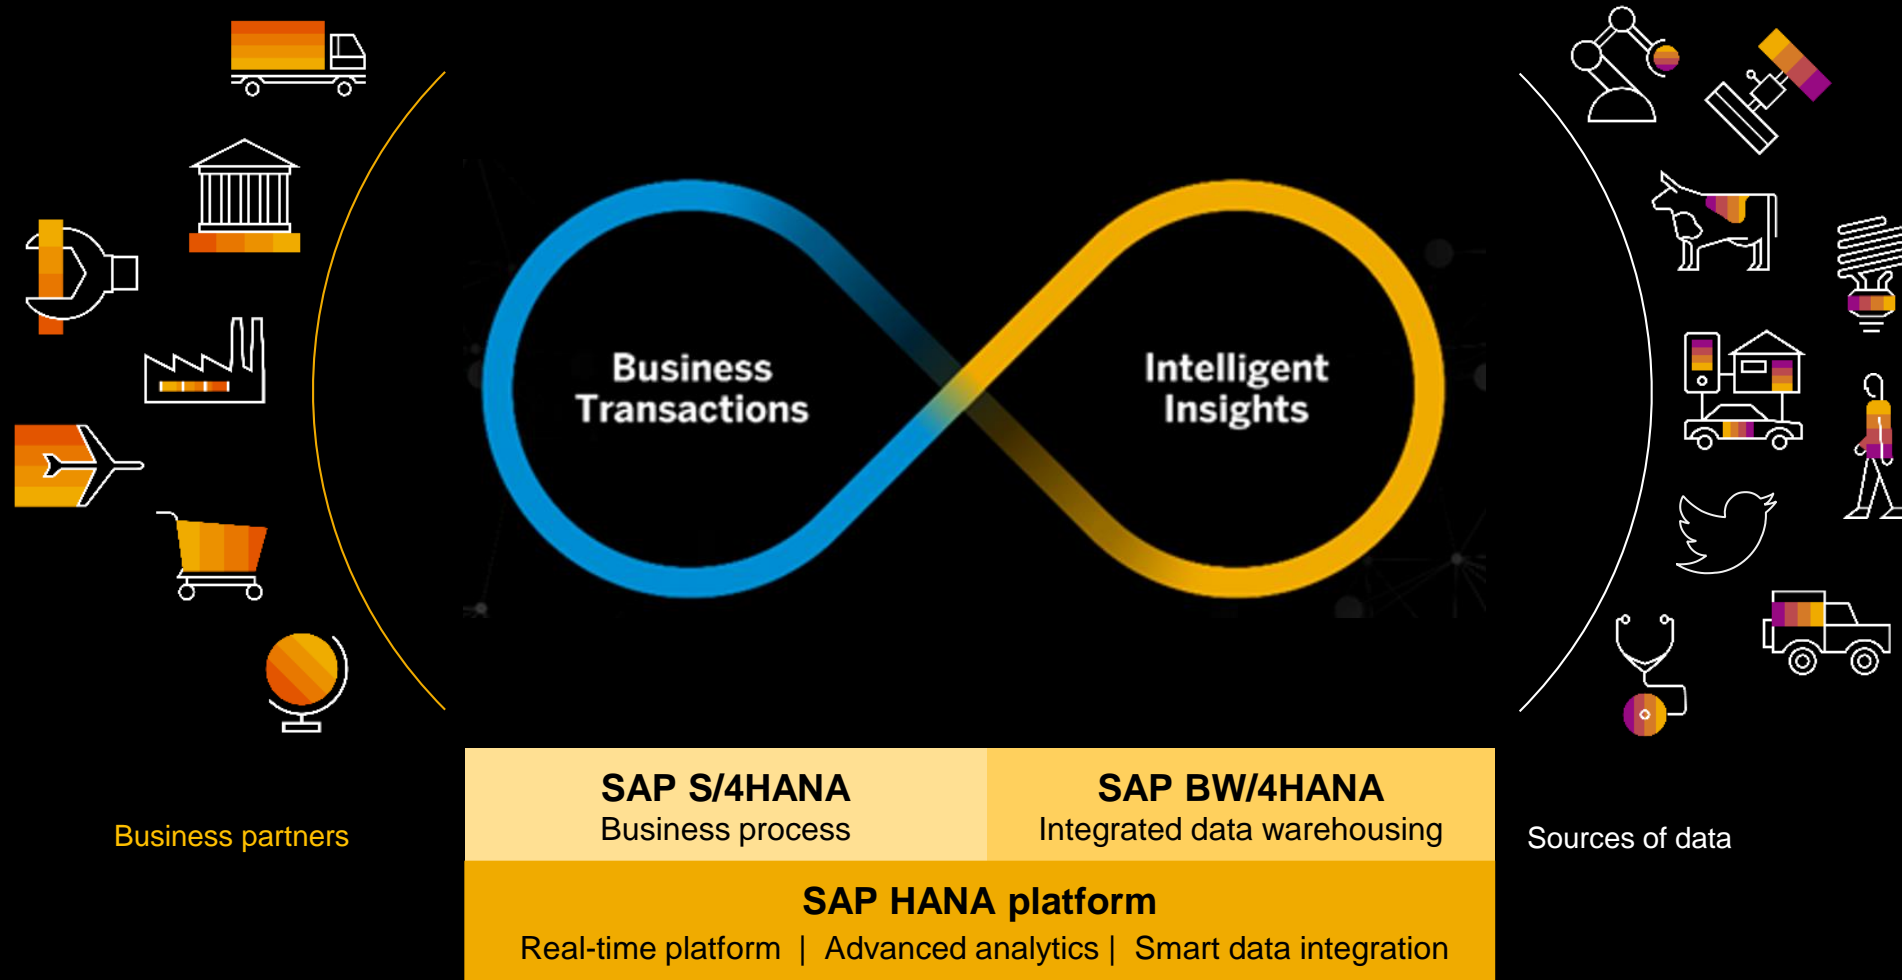 Business
Transactions
Intelligent
Insights
SAP S/4HANA
Business process
SAP BW/4HANA
Integrated data warehousing
Business partners
Sources of data
SAP HANA platform
Real-time platform | Advanced analytics | Smart data integration